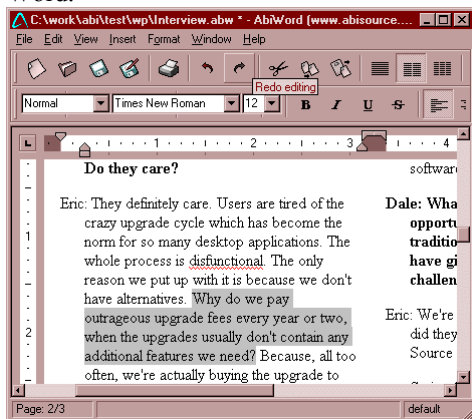 word.
C:\work\abi\test\wp\Interview.abw * - AbiWord (www.abisource....
File Edit View Insert Format Window Help
Redo editing
Normal Times New Roman 12 B I U S
1 2 3 4
Do they care?
Eric: They definitely care. Users are tired of the
crazy upgrade cycle which has become the
norm for so many desktop applications. The
whole process is disfunctional. The only
reason we put up with it is because we don't
have alternatives. Why do we pay
outrageous upgrade fees every year or two,
when the upgrades usually don't contain any
additional features we need? Because, all too
often, we're actually buying the upgrade to
software
Dale: Wha
opportu
traditio
have gi
challen
Eric: We're
did they
Source
1
2
Page: 2/3
default